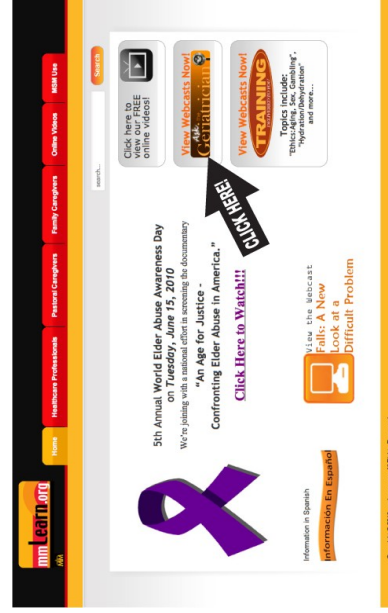 mmLearn.org
Home
Healthcare Professionals
Pastoral Caregivers
Family Caregivers
Online Videos
MSM Use
search...
Search
5th Annual World Elder Abuse Awareness Day
on Tuesday, June 15, 2010
We're joining with a national effort in screening the documentary
"An Age for Justice -
Confronting Elder Abuse in America."
Click Here to Watch!!!
Click here to
view our FREE
online videos!
View Webcasts Now!
Geriatrician
CLICK HERE!
View Webcasts Now!
TRAINING
Topics include:
"Ethics:Aging, Sex, Gambling",
"Hydration/Dehydration"
and more...
Information in Spanish
Información En Español
View the Webcast
Falls: A New
Look at a
Difficult Problem